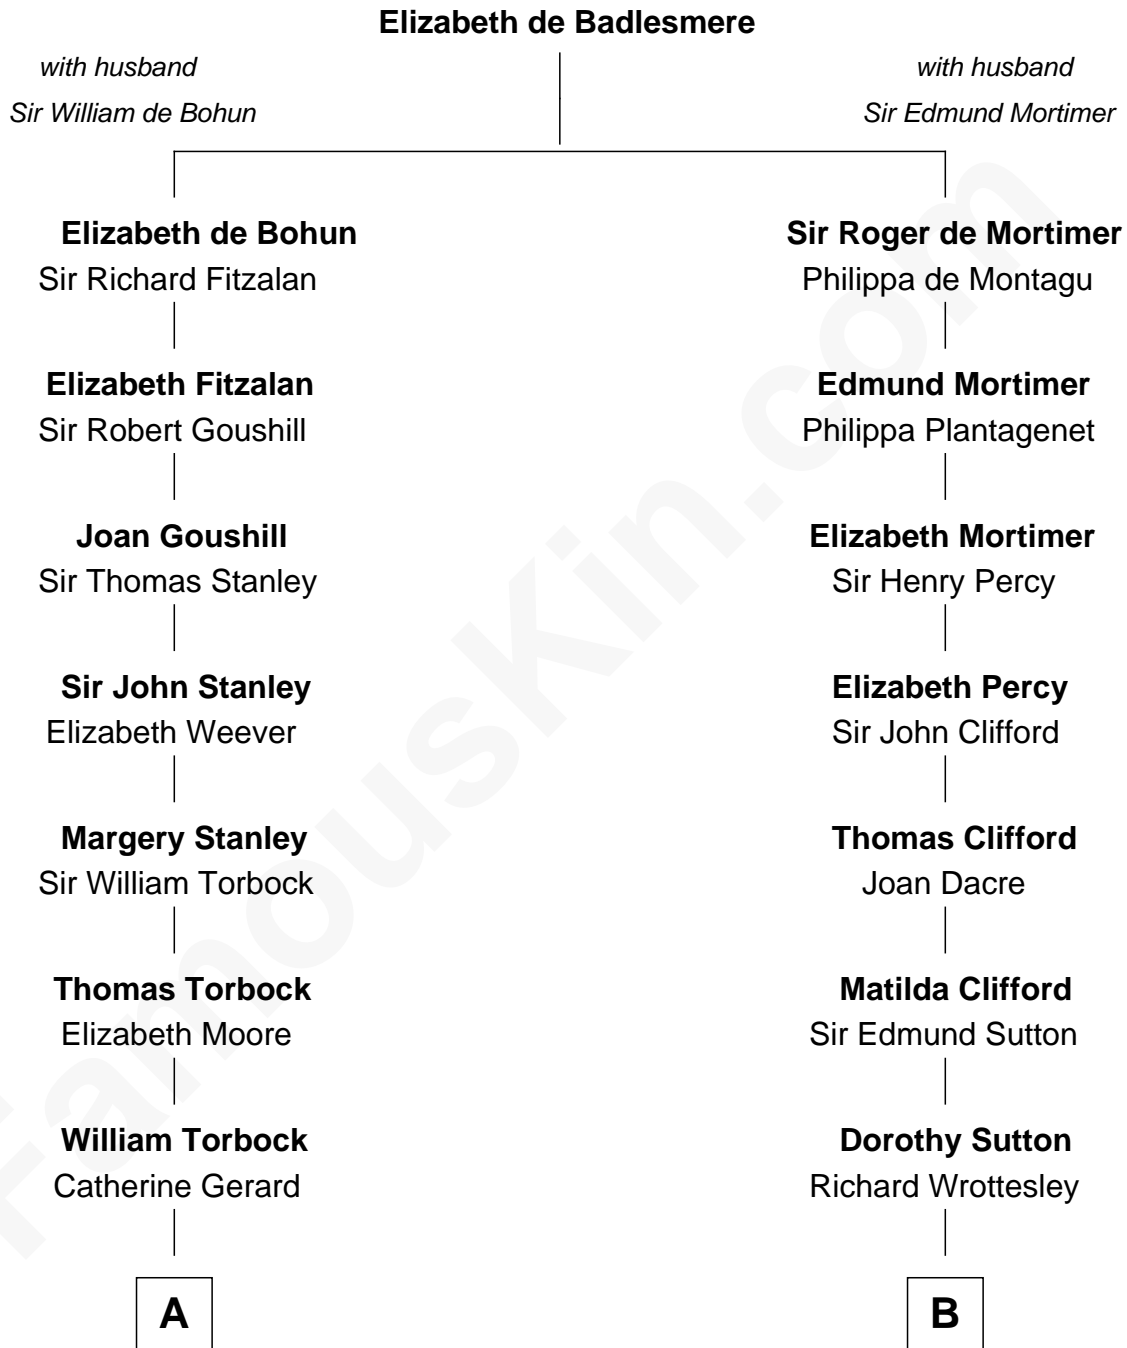 Elizabeth de Badlesmere
with husband
Sir William de Bohun
with husband
Sir Edmund Mortimer
Elizabeth de Bohun
Sir Richard Fitzalan
Sir Roger de Mortimer
Philippa de Montagu
Elizabeth Fitzalan
Sir Robert Goushill
Edmund Mortimer
Philippa Plantagenet
Joan Goushill
Sir Thomas Stanley
Elizabeth Mortimer
Sir Henry Percy
Sir John Stanley
Elizabeth Weever
Elizabeth Percy
Sir John Clifford
Margery Stanley
Sir William Torbock
Thomas Clifford
Joan Dacre
Thomas Torbock
Elizabeth Moore
Matilda Clifford
Sir Edmund Sutton
William Torbock
Catherine Gerard
Dorothy Sutton
Richard Wrottesley
A
B
FamousKin.com